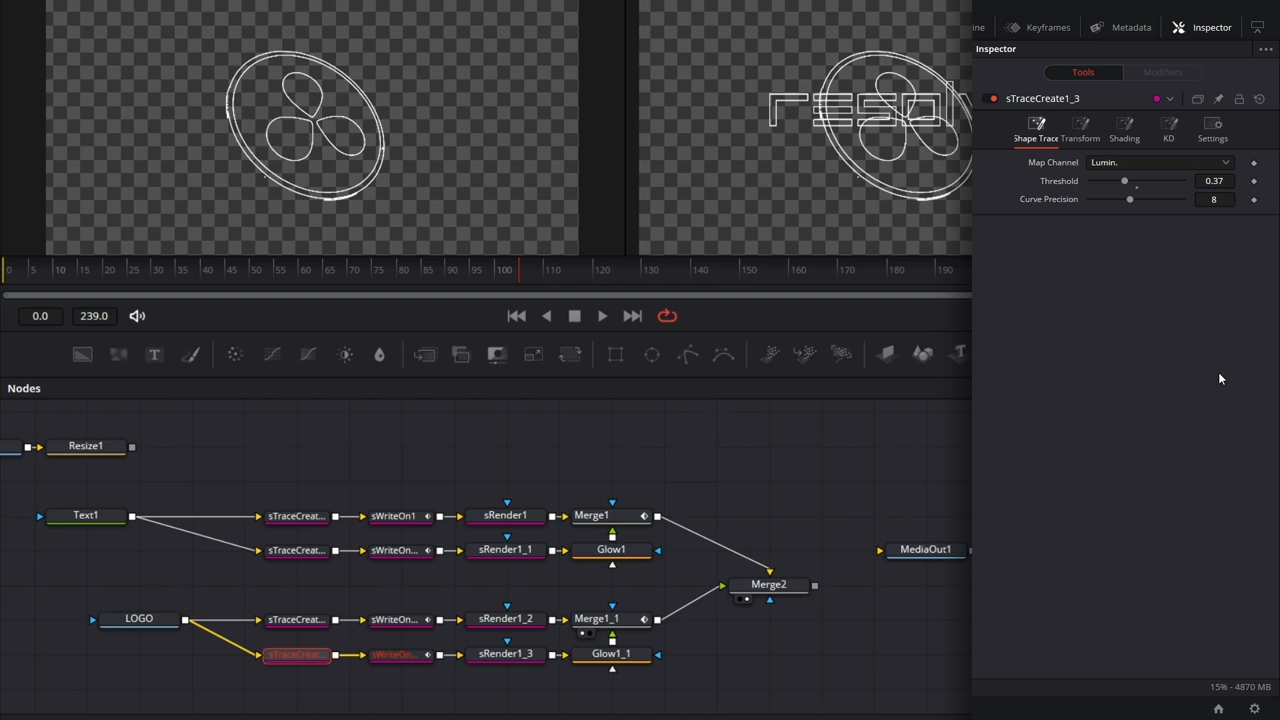 ine
Keyframes
Metadata
Inspector
Inspector
Tools
Modifiers
sTraceCreate1_3
Shape Trace
Transform
Shading
KD
Settings
Map Channel
Lumin.
Threshold
0.37
Curve Precision
8
0 5 10 15 20 25 30 35 40 45 50 55 60 65 70 75 80 85 90 95 100 110 120 130 140 150 160 170 180 190
0.0
239.0
Nodes
Resize1
Text1
sTraceCreat...
sWriteOn1
sRender1
Merge1
sTraceCreat...
sWriteOn...
sRender1_1
Glow1
MediaOut1
Merge2
LOGO
sTraceCreat...
sWriteOn...
sRender1_2
Merge1_1
sTraceCreat...
sWriteOn...
sRender1_3
Glow1_1
15% - 4870 MB